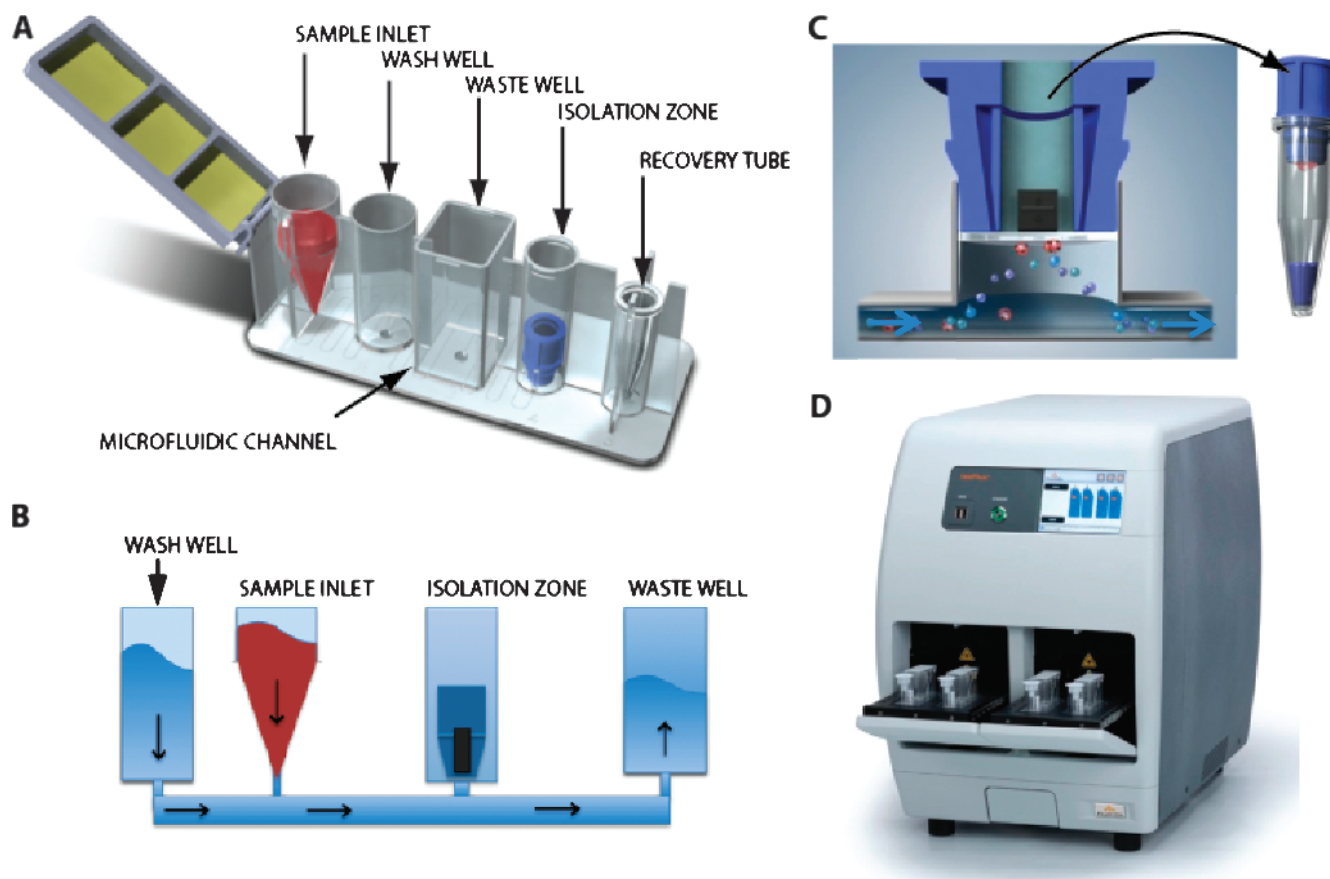 A
SAMPLE INLET
WASH WELL
WASTE WELL
ISOLATION ZONE
RECOVERY TUBE
MICROFLUIDIC CHANNEL
B
WASH WELL
SAMPLE INLET
ISOLATION ZONE
WASTE WELL
C
D